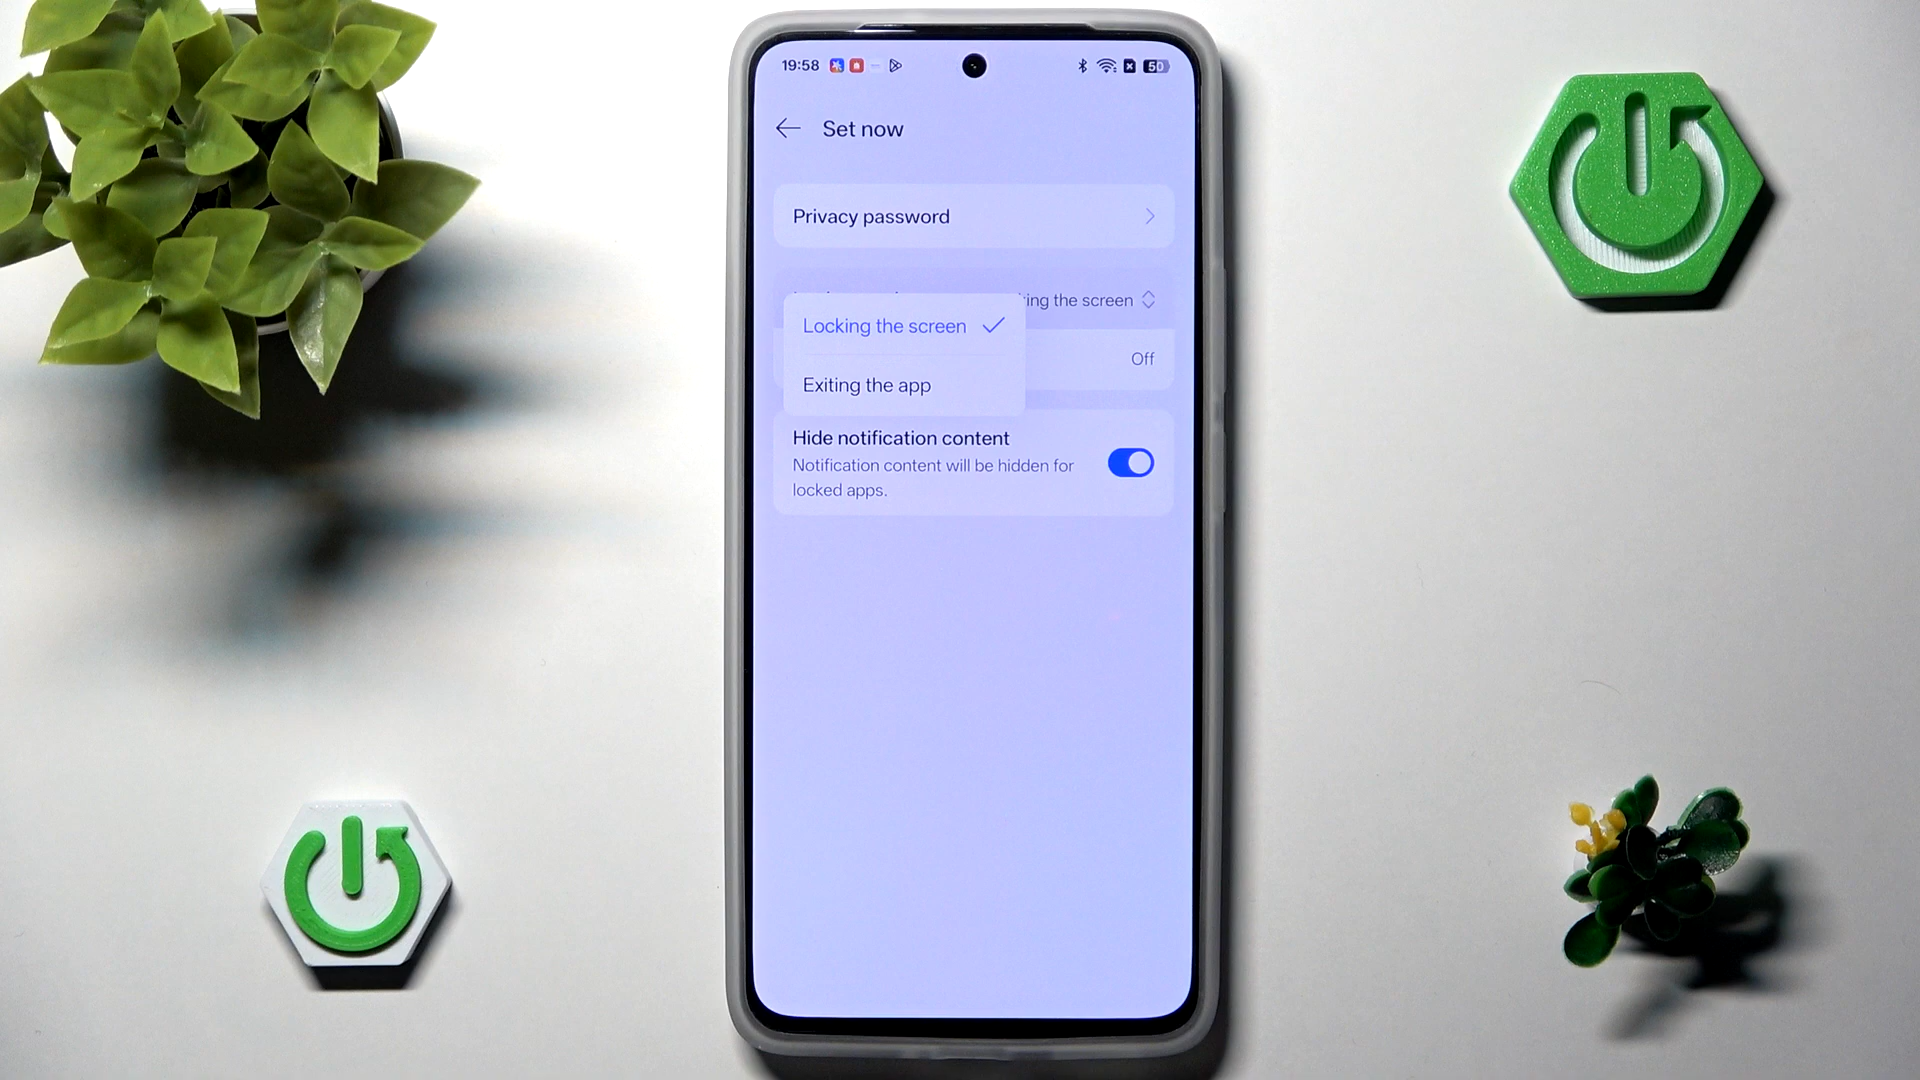 19:58
50
Set now
Privacy password
the screen
Locking the screen
Off
Exiting the app
Hide notification content
Notification content will be hidden for
locked apps.